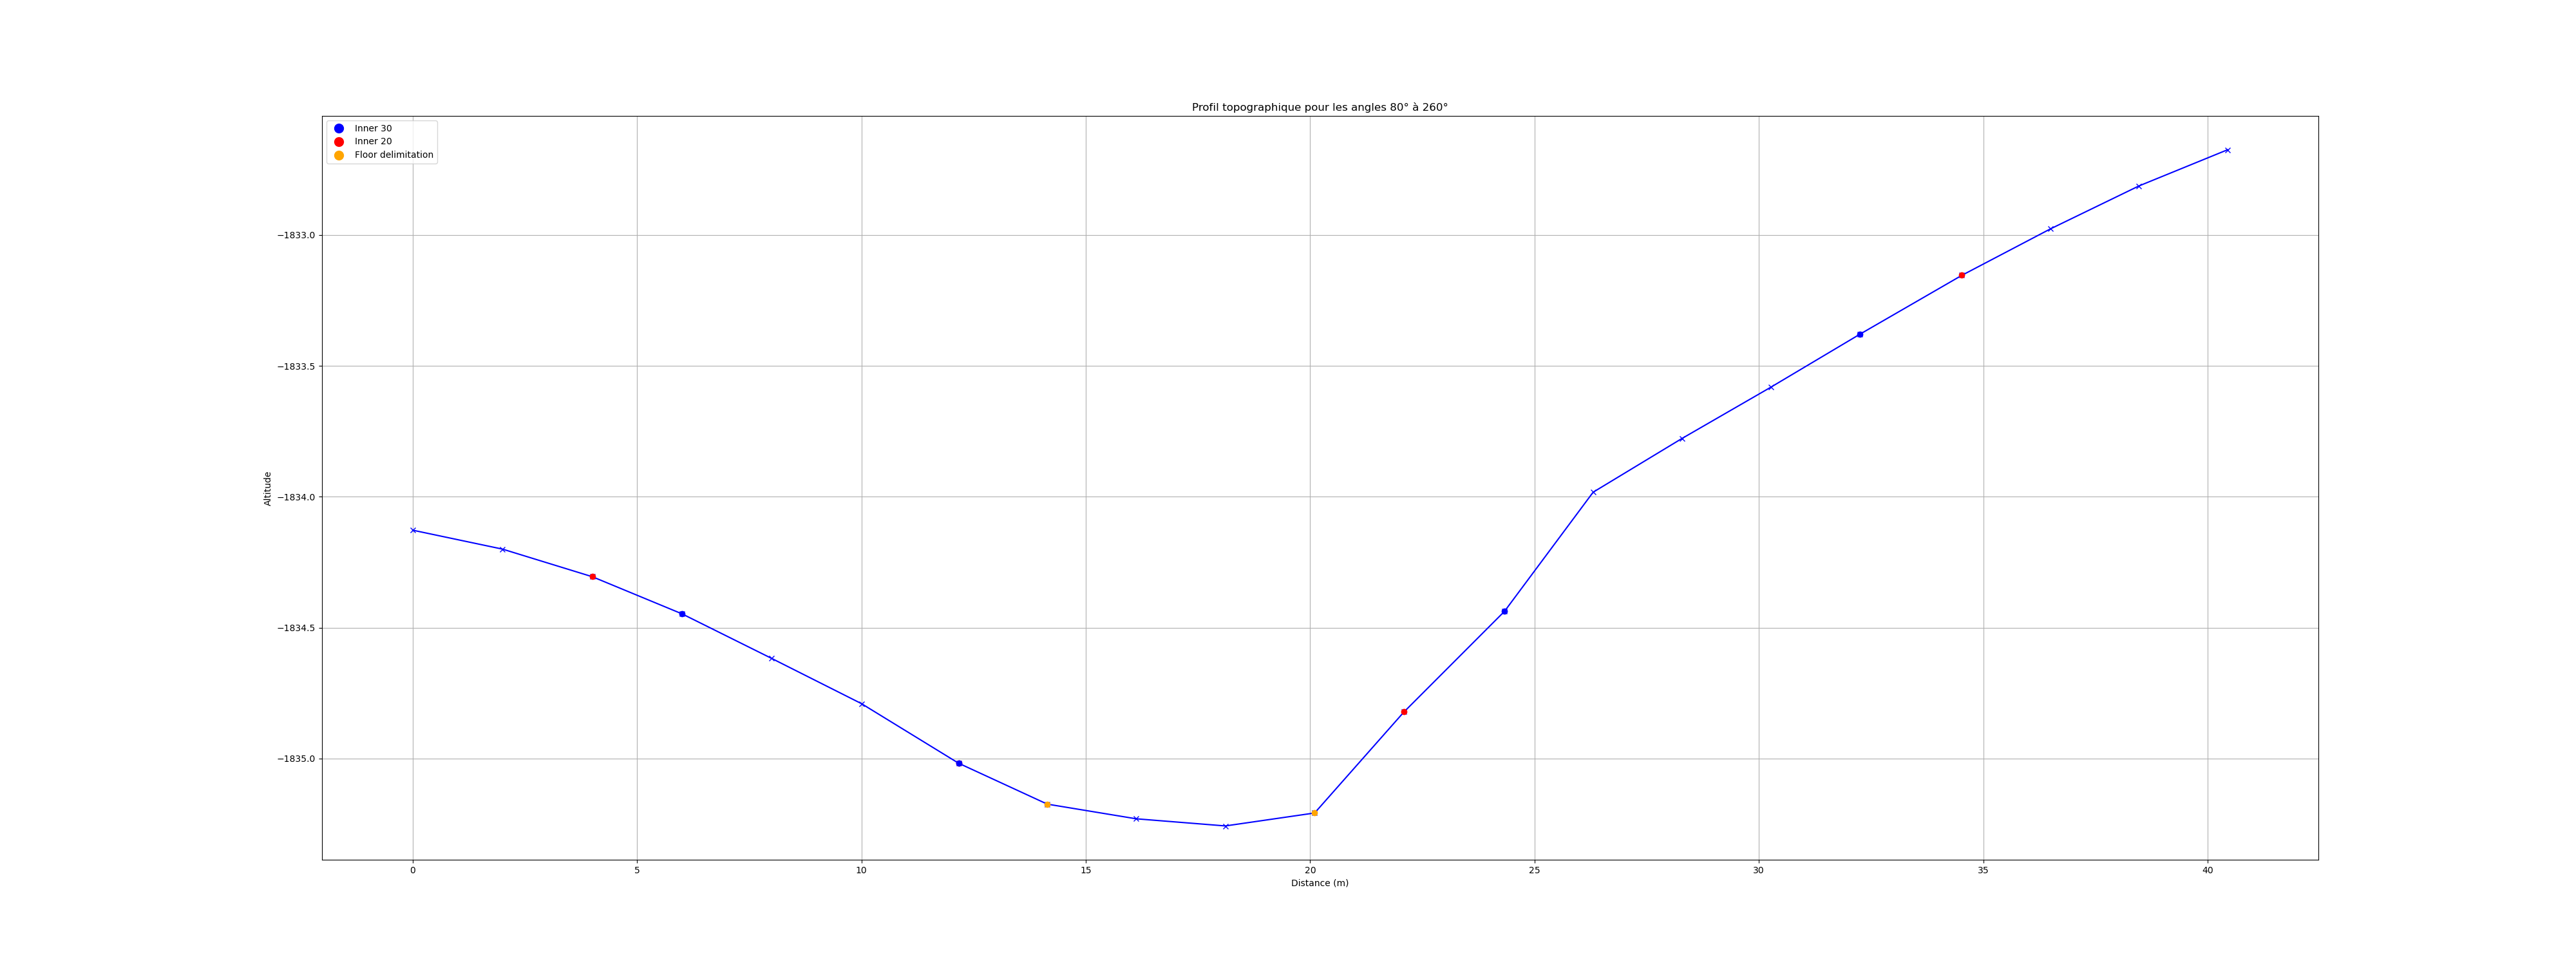 Profil topographique pour les angles 80° à 260°
Inner 30
Inner 20
Floor delimitation
−1833.0
−1833.5
−1834.0
−1834.5
−1835.0
Altitude
0 5 10 15 20 25 30 35 40
Distance (m)